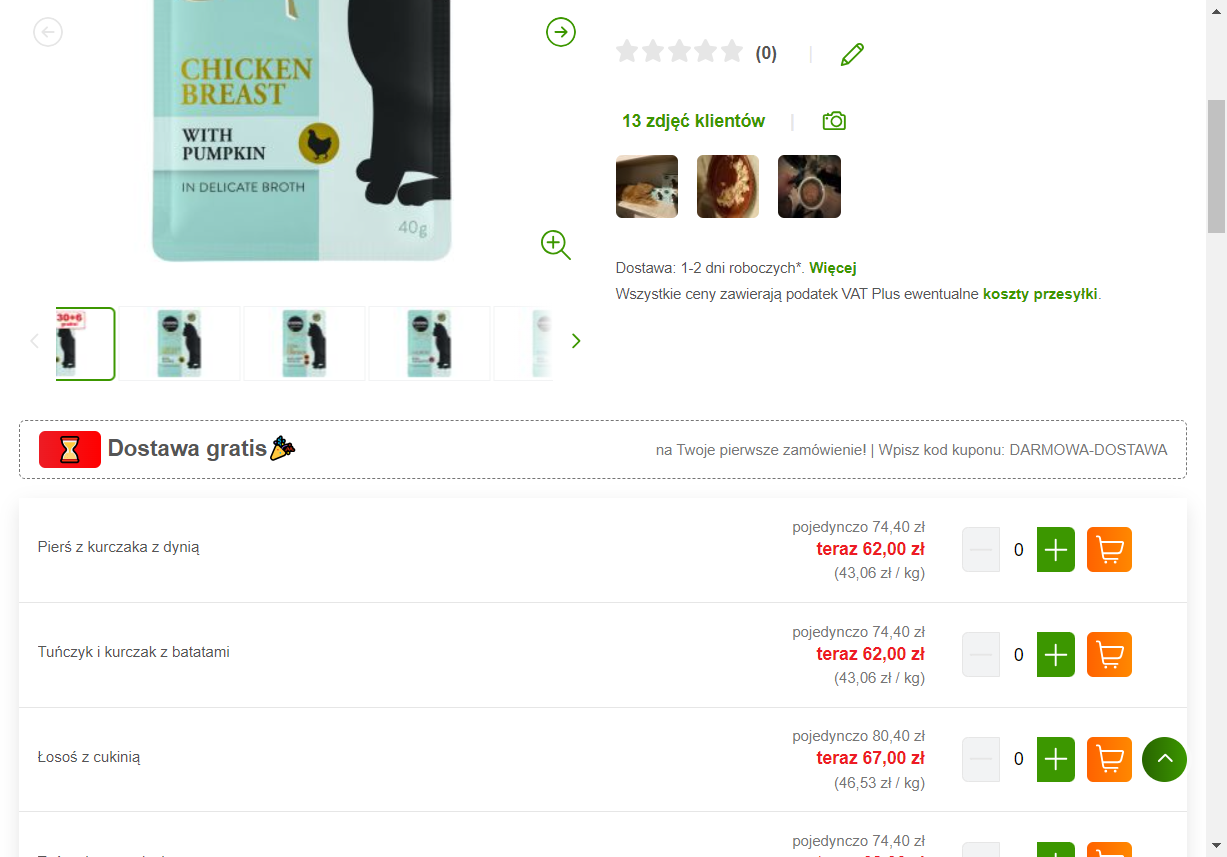 CHICKEN
BREAST
WITH
PUMPKIN
IN DELICATE BROTH
40g
(0)
13 zdjęć klientów
Dostawa: 1-2 dni roboczych*. Więcej
Wszystkie ceny zawierają podatek VAT Plus ewentualne koszty przesyłki.
30+6
gratis!
Dostawa gratis
na Twoje pierwsze zamówienie! | Wpisz kod kuponu: DARMOWA-DOSTAWA
Pierś z kurczaka z dynią
pojedynczo 74,40 zł
teraz 62,00 zł
(43,06 zł / kg)
0
Tuńczyk i kurczak z batatami
pojedynczo 74,40 zł
teraz 62,00 zł
(43,06 zł / kg)
0
Łosoś z cukinią
pojedynczo 80,40 zł
teraz 67,00 zł
(46,53 zł / kg)
0
pojedynczo 74,40 zł